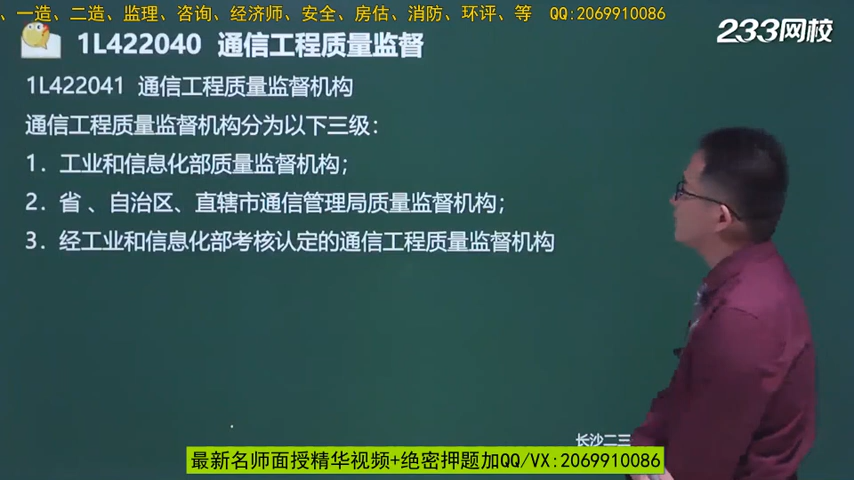 、一造、二造、监理、咨询、经济师、安全、房估、消防、环评、等 QQ:2069910086
1L422040 通信工程质量监督
233网校
1L422041 通信工程质量监督机构
通信工程质量监督机构分为以下三级：
1．工业和信息化部质量监督机构；
2．省 、自治区、直辖市通信管理局质量监督机构；
3．经工业和信息化部考核认定的通信工程质量监督机构
长沙二三
最新名师面授精华视频+绝密押题加QQ/VX:2069910086